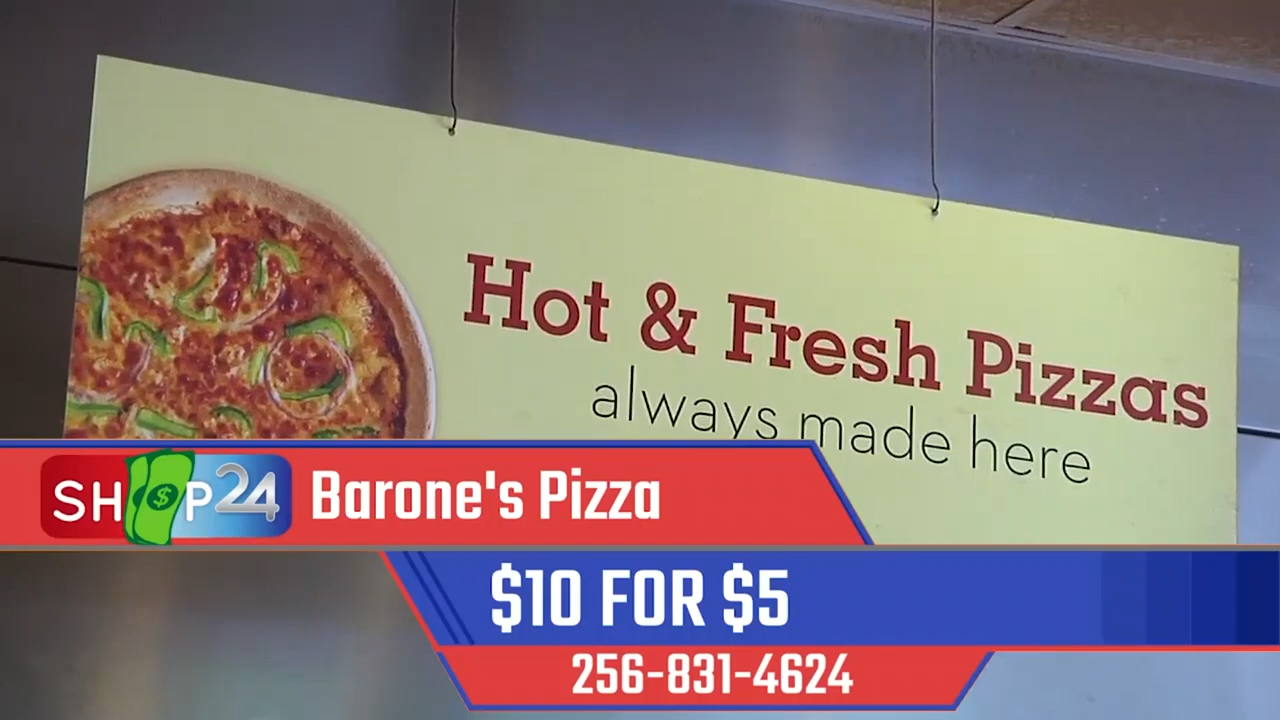 Hot & Fresh Pizzas
always made here
SHOP24 Barone's Pizza
$10 FOR $5
256-831-4624